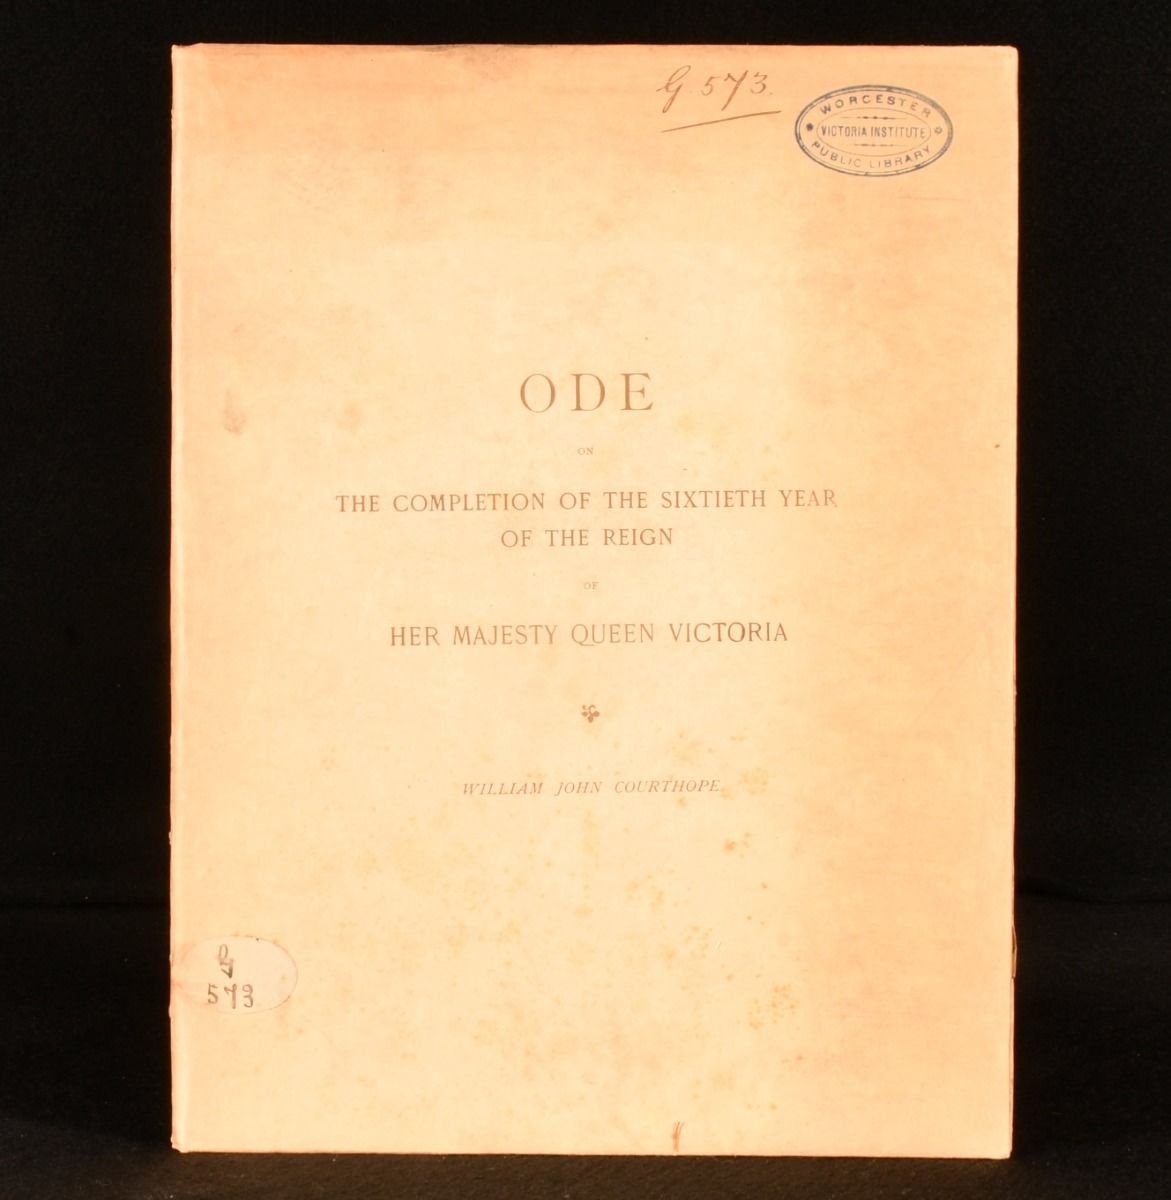 G. 573.
WORCESTER
VICTORIA INSTITUTE
PUBLIC LIBRARY
ODE
ON
THE COMPLETION OF THE SIXTIETH YEAR
OF THE REIGN
OF
HER MAJESTY QUEEN VICTORIA
WILLIAM JOHN COURTHOPE
G
573